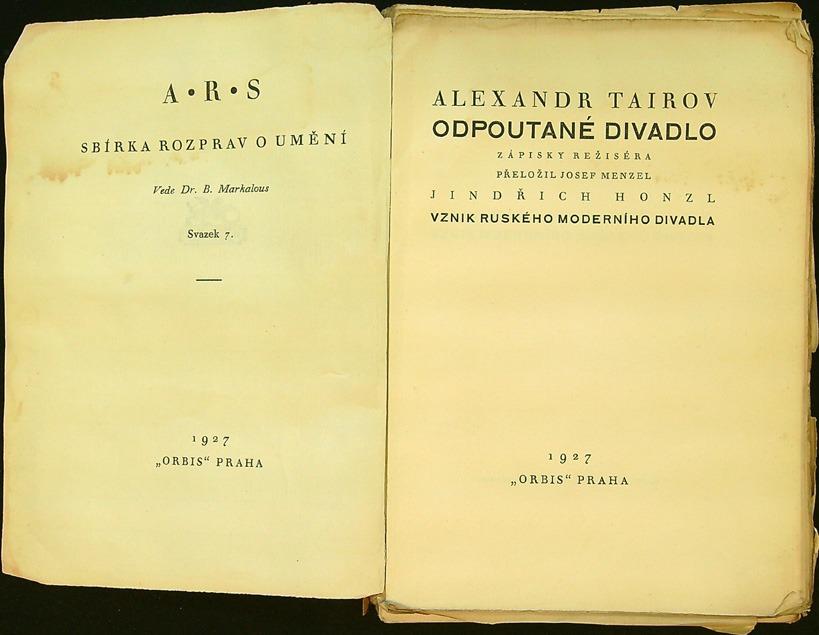 A•R•S
SBÍRKA ROZPRAV O UMĚNÍ
Vede Dr. B. Markalous
Svazek 7.
1927
„ORBIS“ PRAHA
ALEXANDR TAIROV
ODPOUTANÉ DIVADLO
ZÁPISKY REŽISÉRA
PŘELOŽIL JOSEF MENZEL
JINDŘICH HONZL
VZNIK RUSKÉHO MODERNÍHO DIVADLA
1927
„ORBIS“ PRAHA